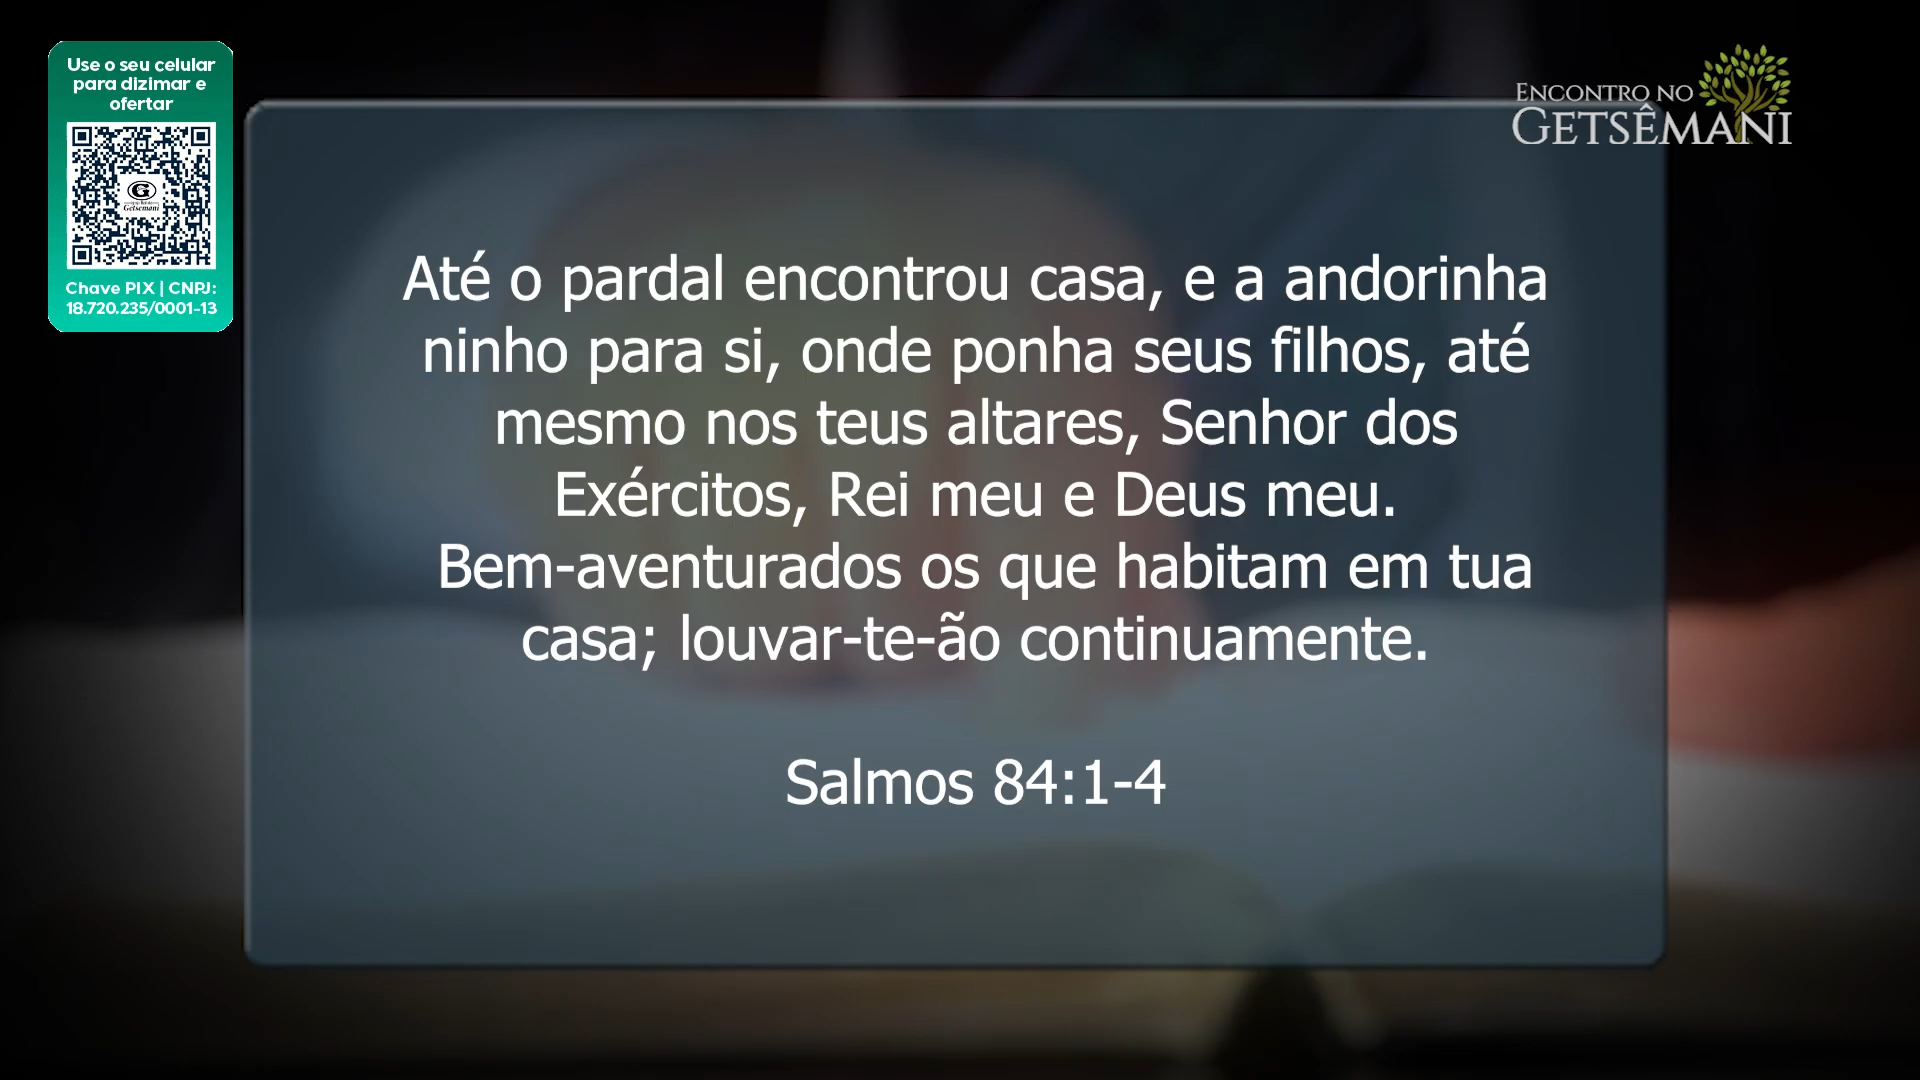 Use o seu celular
para dizimar e
ofertar
G
Getsemani
Chave PIX | CNPJ:
18.720.235/0001-13
ENCONTRO NO
GETSÊMANI
Até o pardal encontrou casa, e a andorinha
ninho para si, onde ponha seus filhos, até
mesmo nos teus altares, Senhor dos
Exércitos, Rei meu e Deus meu.
Bem-aventurados os que habitam em tua
casa; louvar-te-ão continuamente.
Salmos 84:1-4